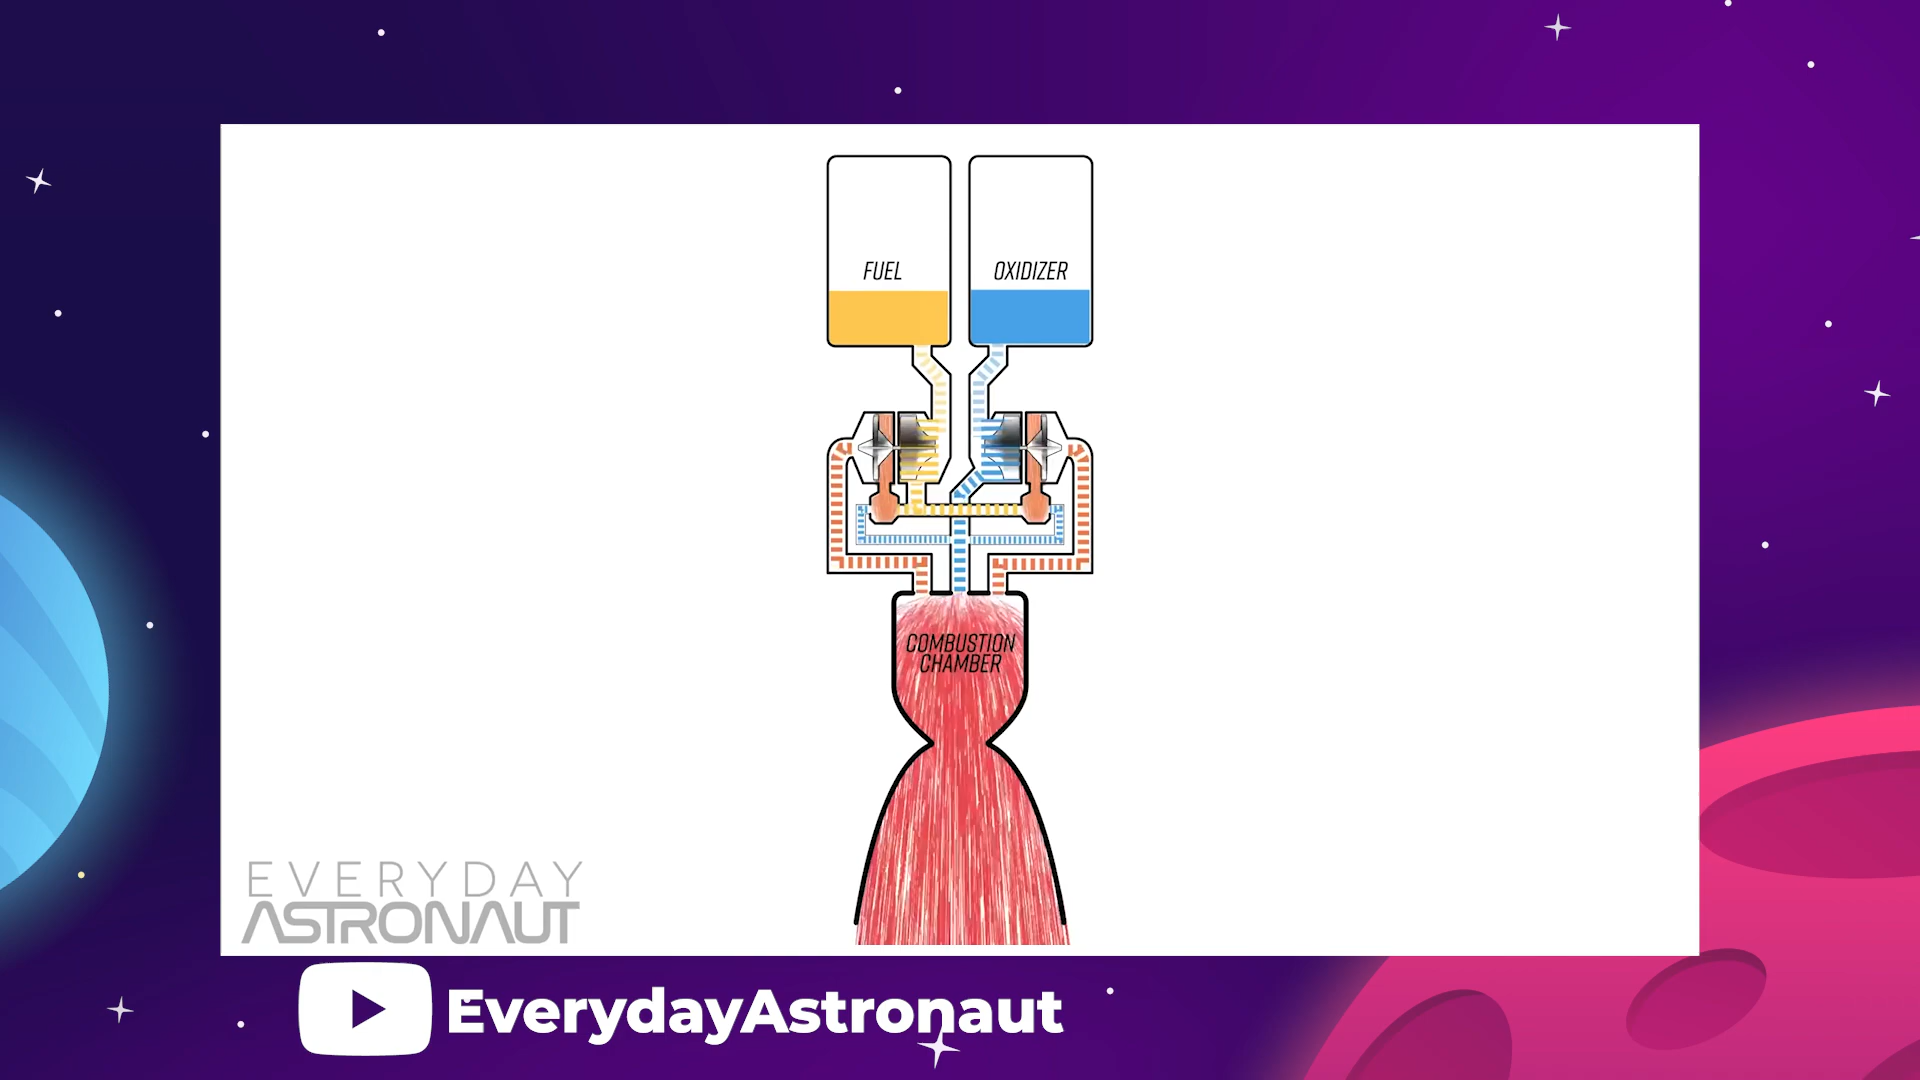 FUEL
OXIDIZER
COMBUSTION
CHAMBER
EVERYDAY
ASTRONAUT
EverydayAstronaut